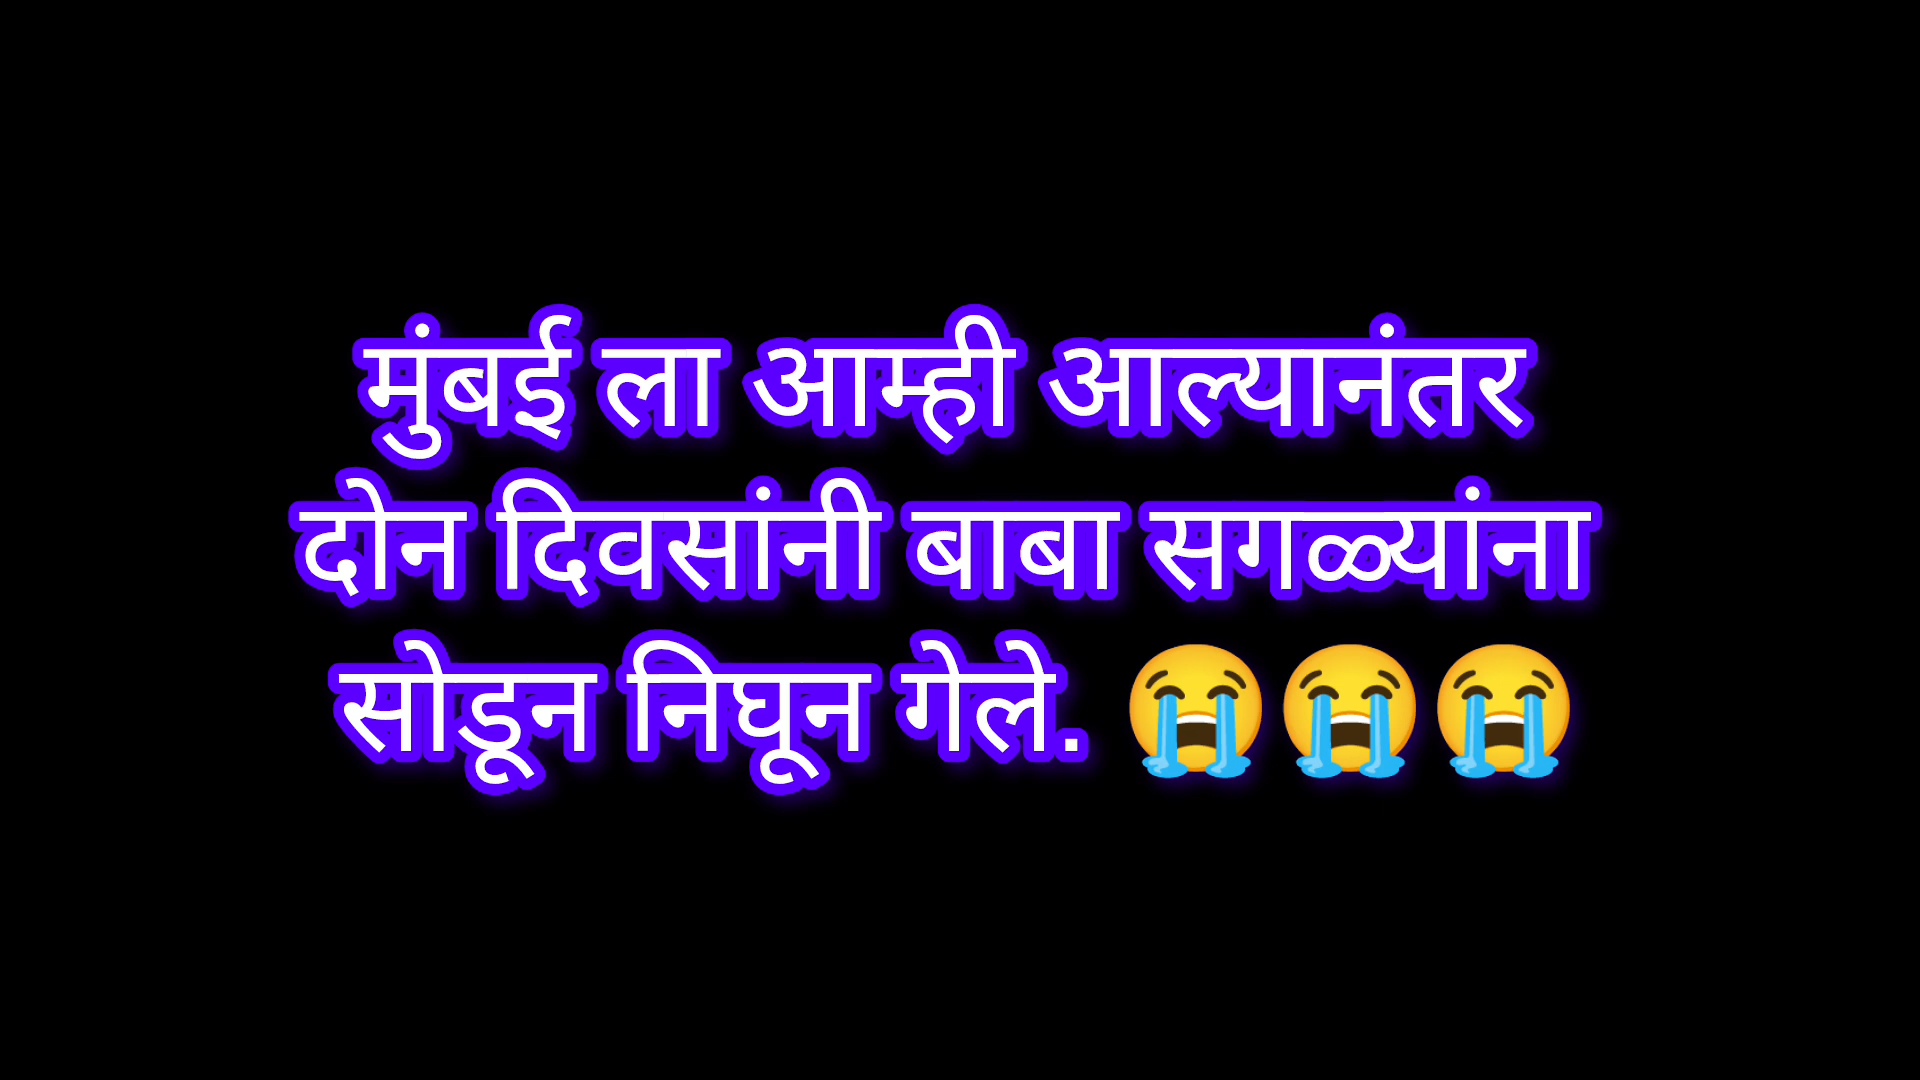 मुंबई ला आम्ही आल्यानंतर
दोन दिवसांनी बाबा सगळ्यांना
सोडून निघून गेले. 😭😭😭